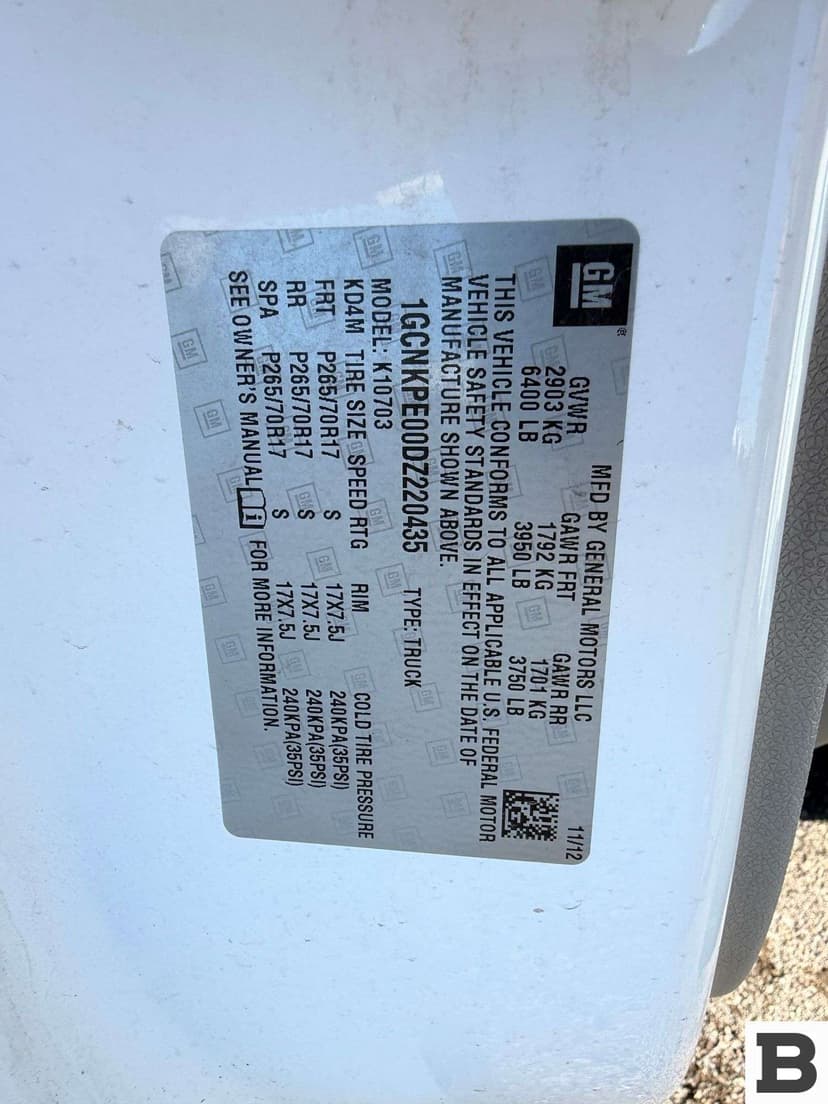 GM
MFD BY GENERAL MOTORS LLC 11/12
GVWR GAWR FRT GAWR RR
2903 KG 1792 KG 1701 KG
6400 LB 3950 LB 3750 LB
THIS VEHICLE CONFORMS TO ALL APPLICABLE U.S. FEDERAL MOTOR
VEHICLE SAFETY STANDARDS IN EFFECT ON THE DATE OF
MANUFACTURE SHOWN ABOVE.
1GCNKPE00DZ220435 TYPE: TRUCK
MODEL: K10703
KD4M TIRE SIZE SPEED RTG RIM COLD TIRE PRESSURE
FRT P265/70R17 S 17X7.5J 240KPA(35PSI)
RR P265/70R17 S 17X7.5J 240KPA(35PSI)
SPA P265/70R17 S 17X7.5J 240KPA(35PSI)
SEE OWNER'S MANUAL i FOR MORE INFORMATION.
B